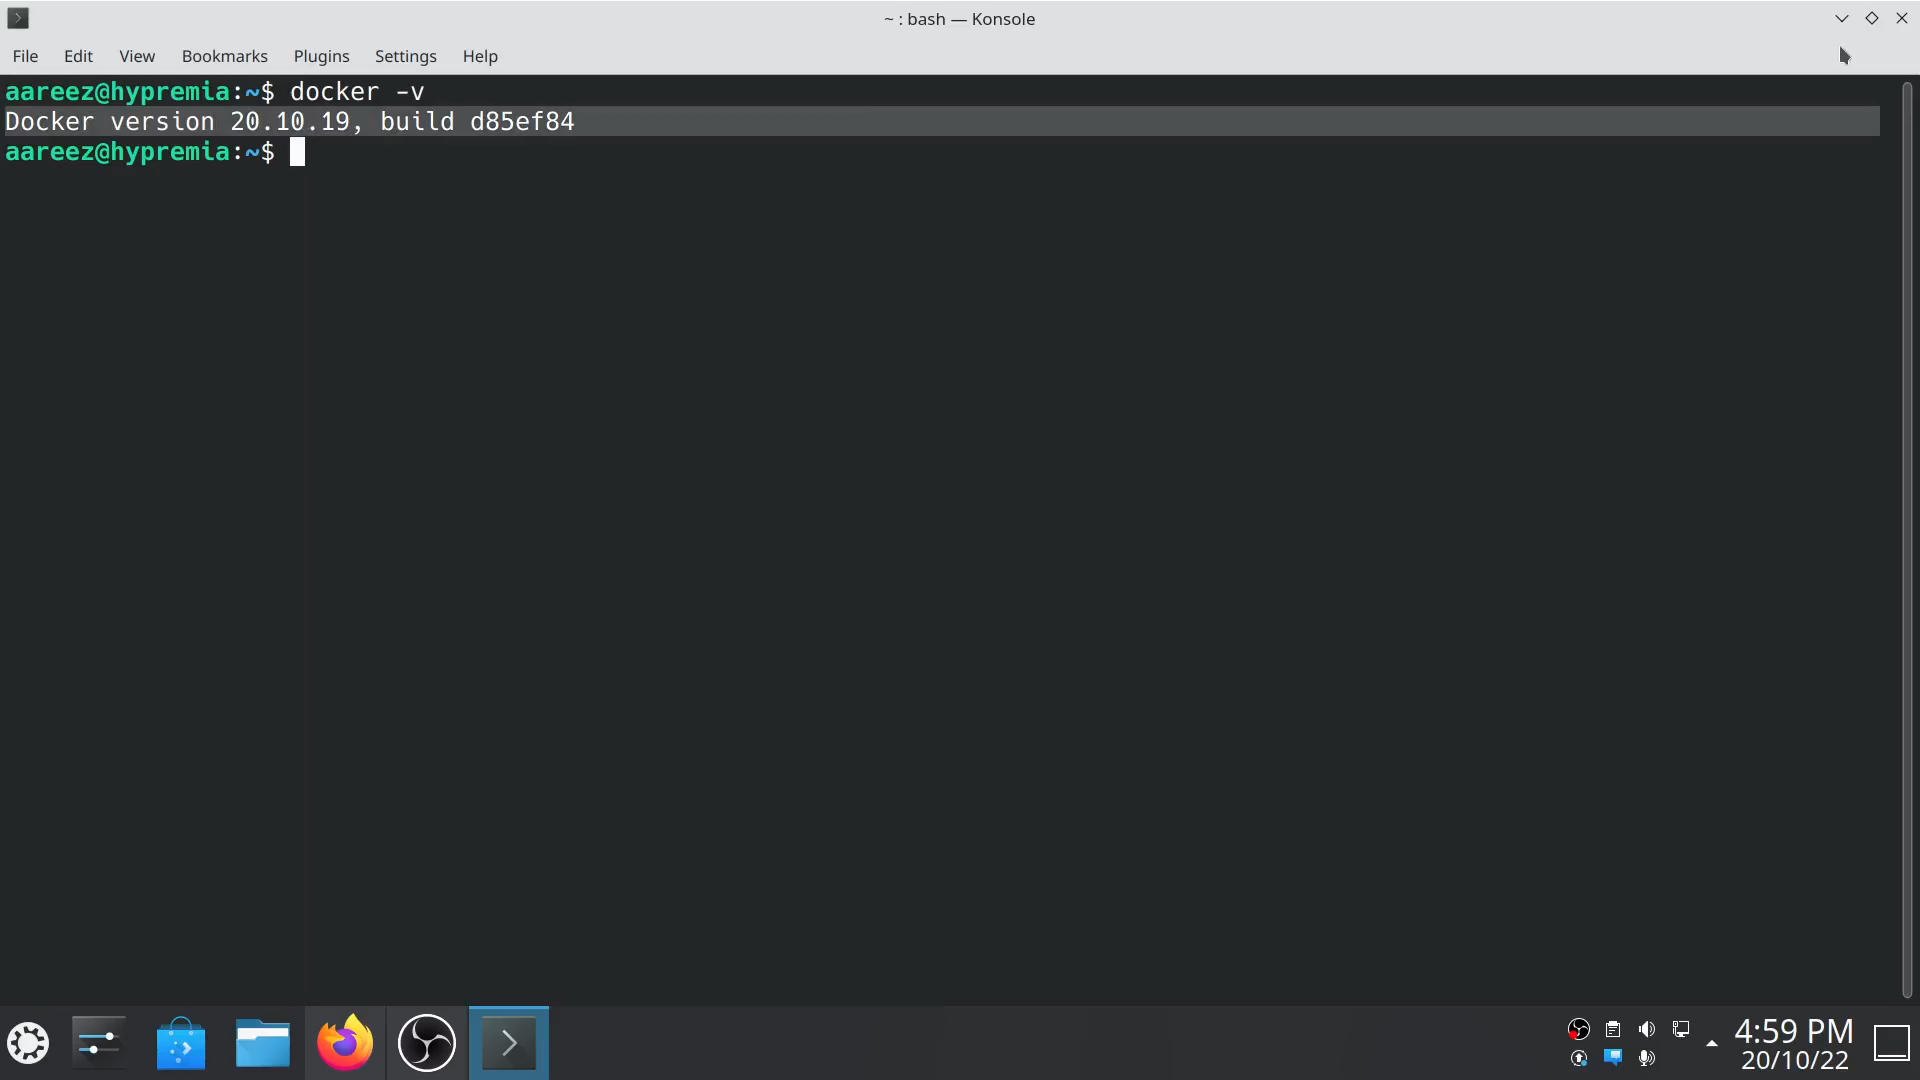 ~ : bash — Konsole
File Edit View Bookmarks Plugins Settings Help
aareez@hypremia:~$ docker -v
Docker version 20.10.19, build d85ef84
aareez@hypremia:~$
4:59 PM
20/10/22